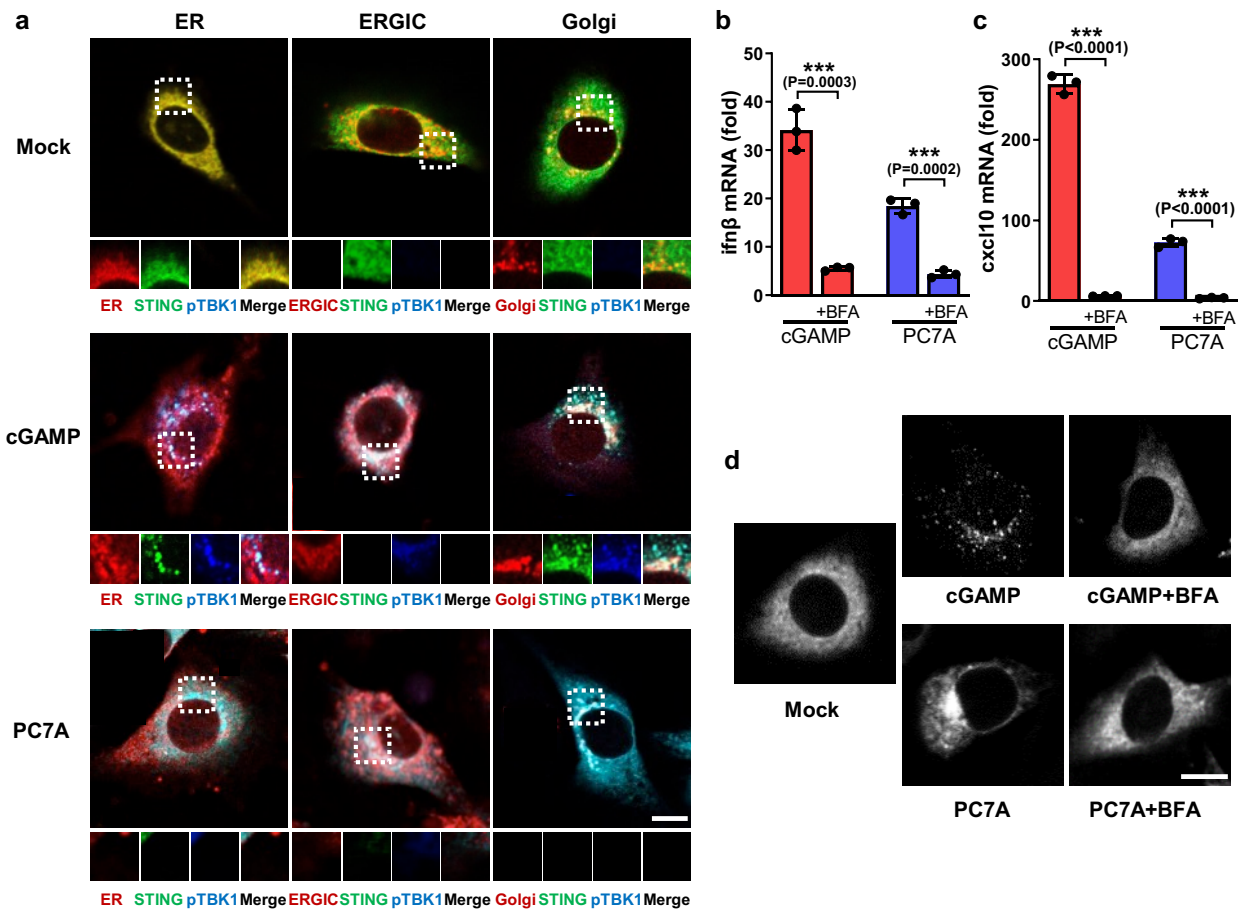 a
ER
ERGIC
Golgi
Mock
ER STING pTBK1 Merge ERGIC STING pTBK1 Merge Golgi STING pTBK1 Merge
cGAMP
ER STING pTBK1 Merge ERGIC STING pTBK1 Merge Golgi STING pTBK1 Merge
PC7A
ER STING pTBK1 Merge ERGIC STING pTBK1 Merge Golgi STING pTBK1 Merge
b
ifnβ mRNA (fold)
50
40
30
20
10
0
***
(P=0.0003)
***
(P=0.0002)
+BFA
+BFA
cGAMP
PC7A
c
cxcl10 mRNA (fold)
300
200
100
0
***
(P<0.0001)
***
(P<0.0001)
+BFA
+BFA
cGAMP
PC7A
d
Mock
cGAMP
cGAMP+BFA
PC7A
PC7A+BFA